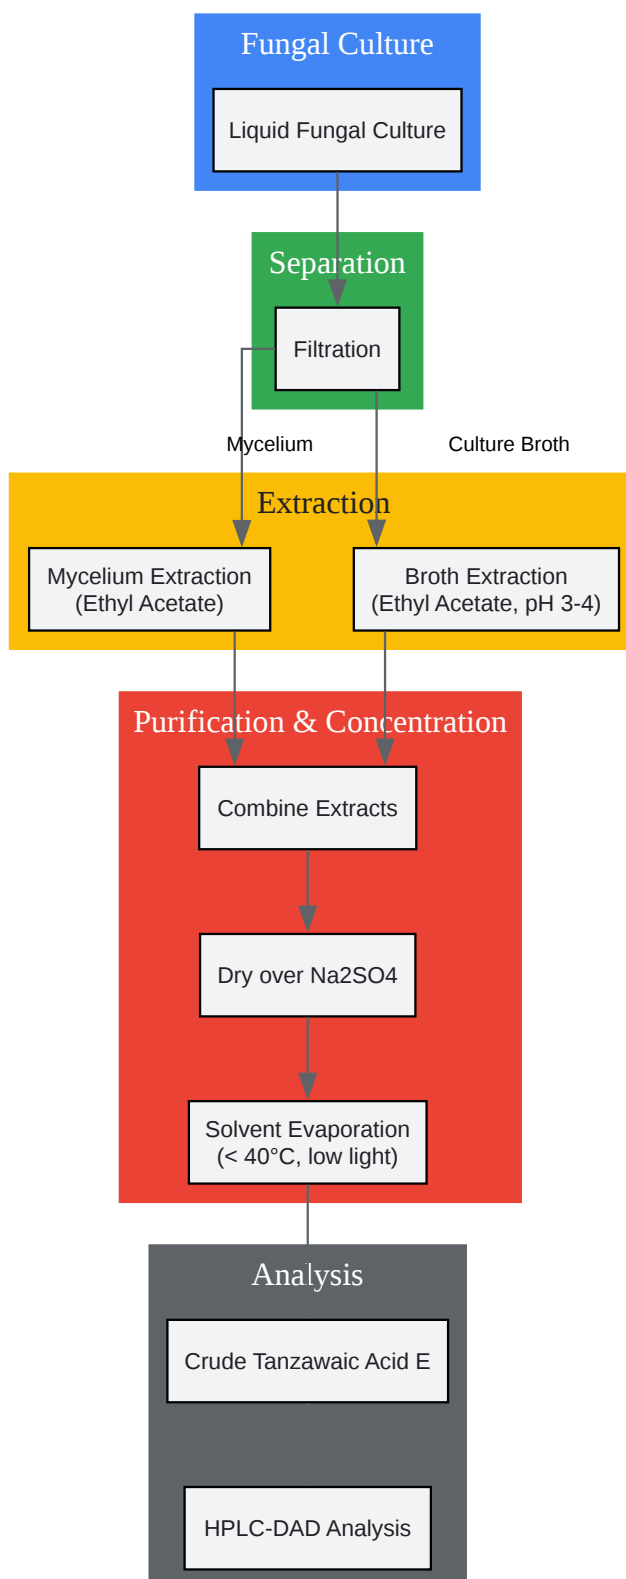 Fungal Culture
Liquid Fungal Culture
Separation
Filtration
Mycelium
Culture Broth
Extraction
Mycelium Extraction
(Ethyl Acetate)
Broth Extraction
(Ethyl Acetate, pH 3-4)
Purification & Concentration
Combine Extracts
Dry over Na2SO4
Solvent Evaporation
(< 40°C, low light)
Analysis
Crude Tanzawaic Acid E
HPLC-DAD Analysis